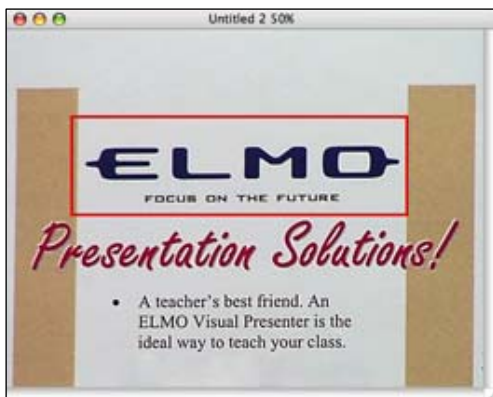 Untitled 2 50%
ELMO
FOCUS ON THE FUTURE
Presentation Solutions!
• A teacher's best friend. An
ELMO Visual Presenter is the
ideal way to teach your class.